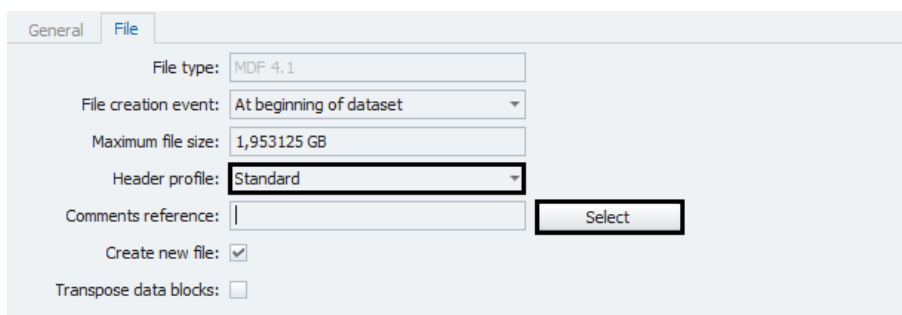 General File
File type: MDF 4.1
File creation event: At beginning of dataset
Maximum file size: 1,953125 GB
Header profile: Standard
Comments reference: Select
Create new file:
Transpose data blocks: